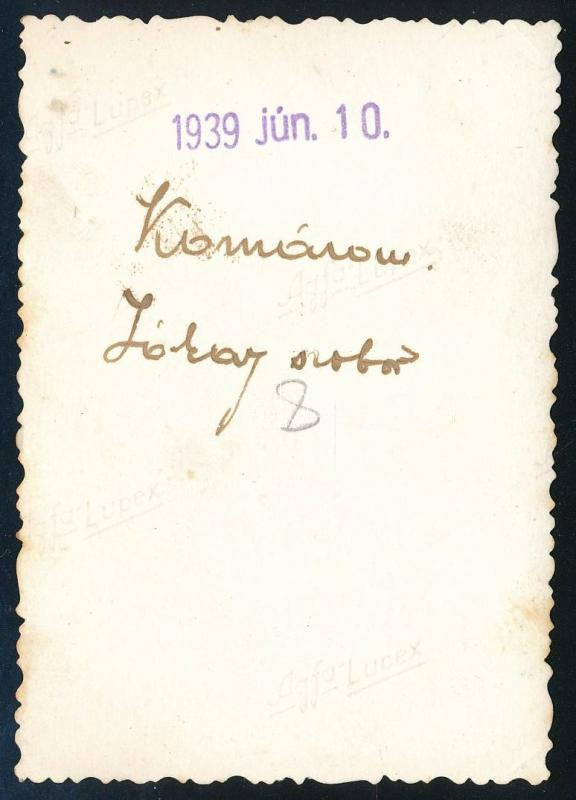 Agfa-Lupex
1939 jún. 10.
Komárom.
Agfa-Lupex
Jókay szobor
8
Agfa-Lupex
Agfa-Lupex